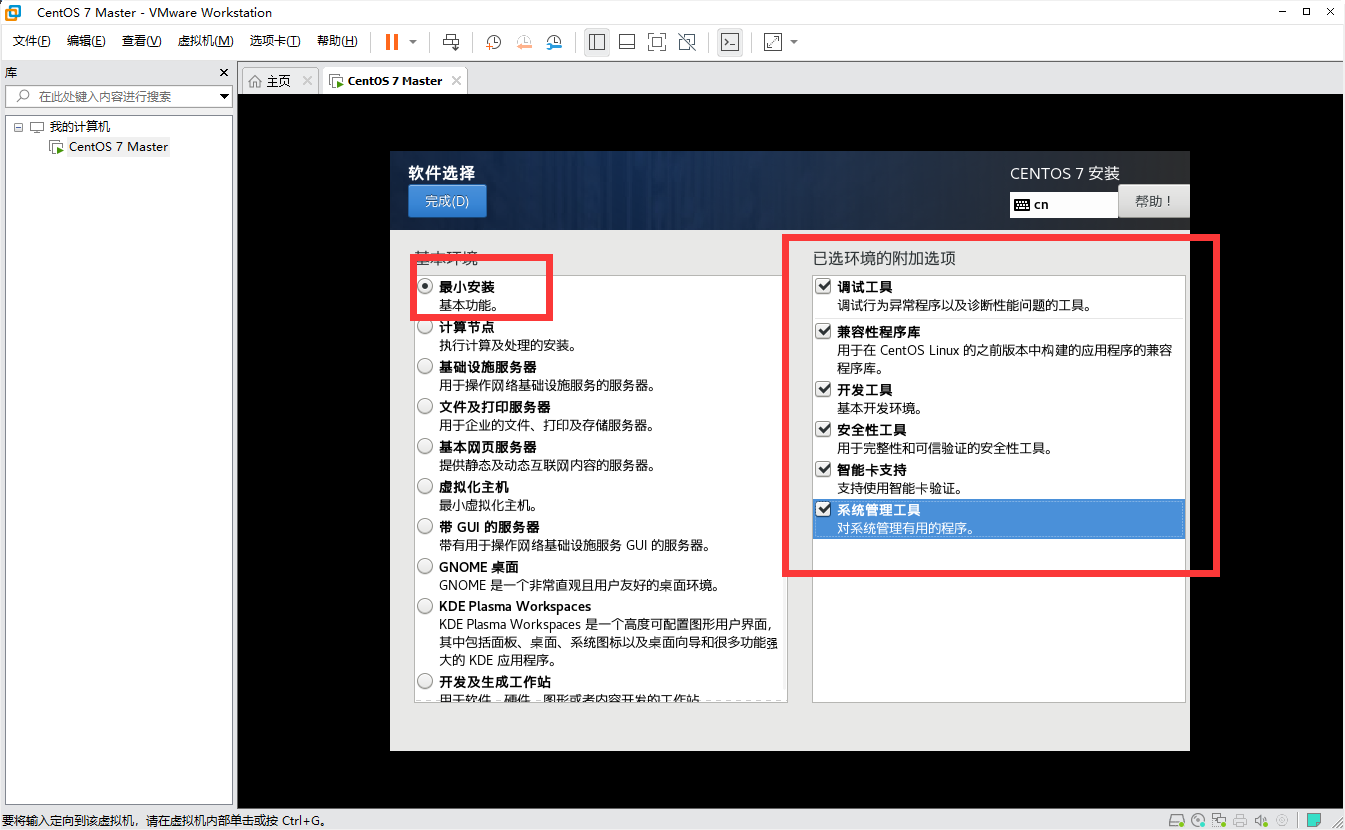 CentOS 7 Master - VMware Workstation
文件(F) 编辑(E) 查看(V) 虚拟机(M) 选项卡(T) 帮助(H)
库
在此处键入内容进行搜索
我的计算机
CentOS 7 Master
主页
CentOS 7 Master
软件选择
完成(D)
CENTOS 7 安装
cn
帮助！
基本环境
最小安装
基本功能。
计算节点
执行计算及处理的安装。
基础设施服务器
用于操作网络基础设施服务的服务器。
文件及打印服务器
用于企业的文件、打印及存储服务器。
基本网页服务器
提供静态及动态互联网内容的服务器。
虚拟化主机
最小虚拟化主机。
带 GUI 的服务器
带有用于操作网络基础设施服务 GUI 的服务器。
GNOME 桌面
GNOME 是一个非常直观且用户友好的桌面环境。
KDE Plasma Workspaces
KDE Plasma Workspaces 是一个高度可配置图形用户界面，
其中包括面板、桌面、系统图标以及桌面向导和很多功能强
大的 KDE 应用程序。
开发及生成工作站
用于软件、硬件、图形或者内容开发的工作站
已选环境的附加选项
调试工具
调试行为异常程序以及诊断性能问题的工具。
兼容性程序库
用于在 CentOS Linux 的之前版本中构建的应用程序的兼容
程序库。
开发工具
基本开发环境。
安全性工具
用于完整性和可信验证的安全性工具。
智能卡支持
支持使用智能卡验证。
系统管理工具
对系统管理有用的程序。
要将输入定向到该虚拟机，请在虚拟机内部单击或按 Ctrl+G。